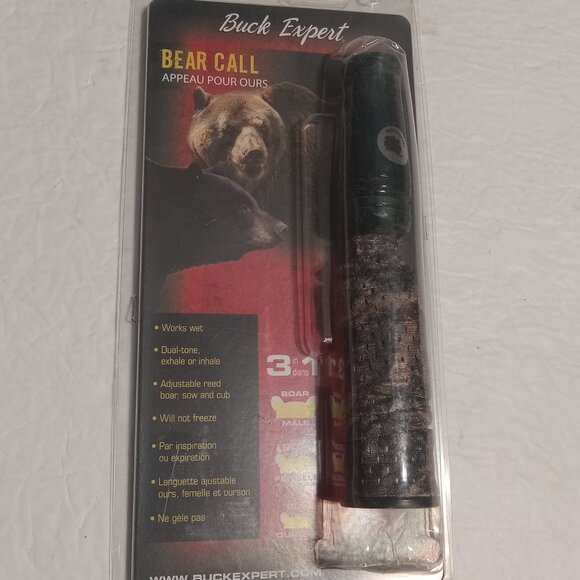 Buck Expert
BEAR CALL
APPEAU POUR OURS
• Works wet
• Dual-tone,
exhale or inhale
• Adjustable reed
boar, sow and cub
• Will not freeze
• Par inspiration
ou expiration
• Languette ajustable
ours, femelle et ourson
• Ne gèle pas
3 in 1
dans
BOAR
MÂLE
WWW.BUCKEXPERT.COM